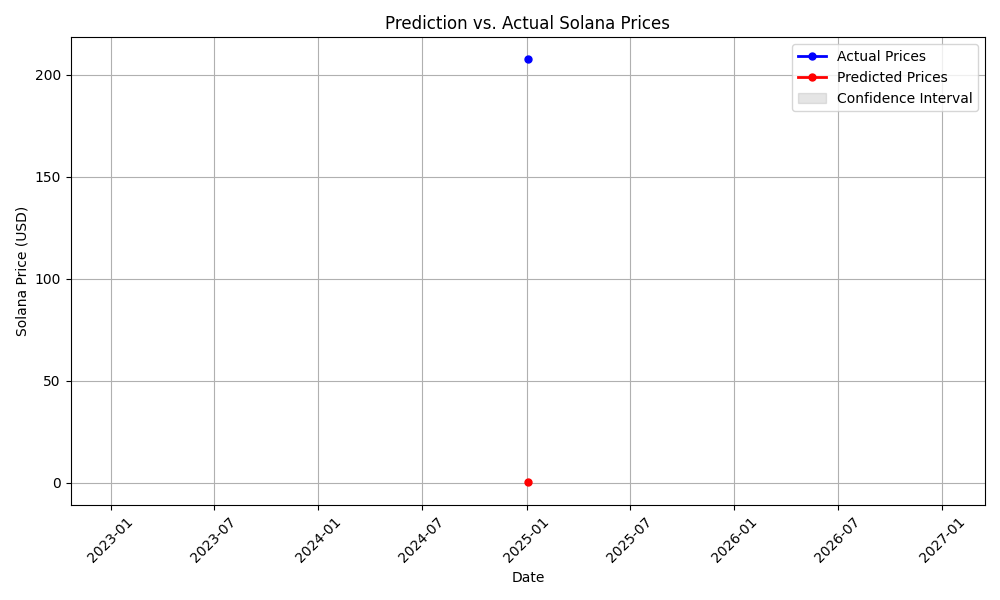 Prediction vs. Actual Solana Prices
Actual Prices
Predicted Prices
Confidence Interval
Solana Price (USD)
200
150
100
50
0
2023-01
2023-07
2024-01
2024-07
2025-01
2025-07
2026-01
2026-07
2027-01
Date